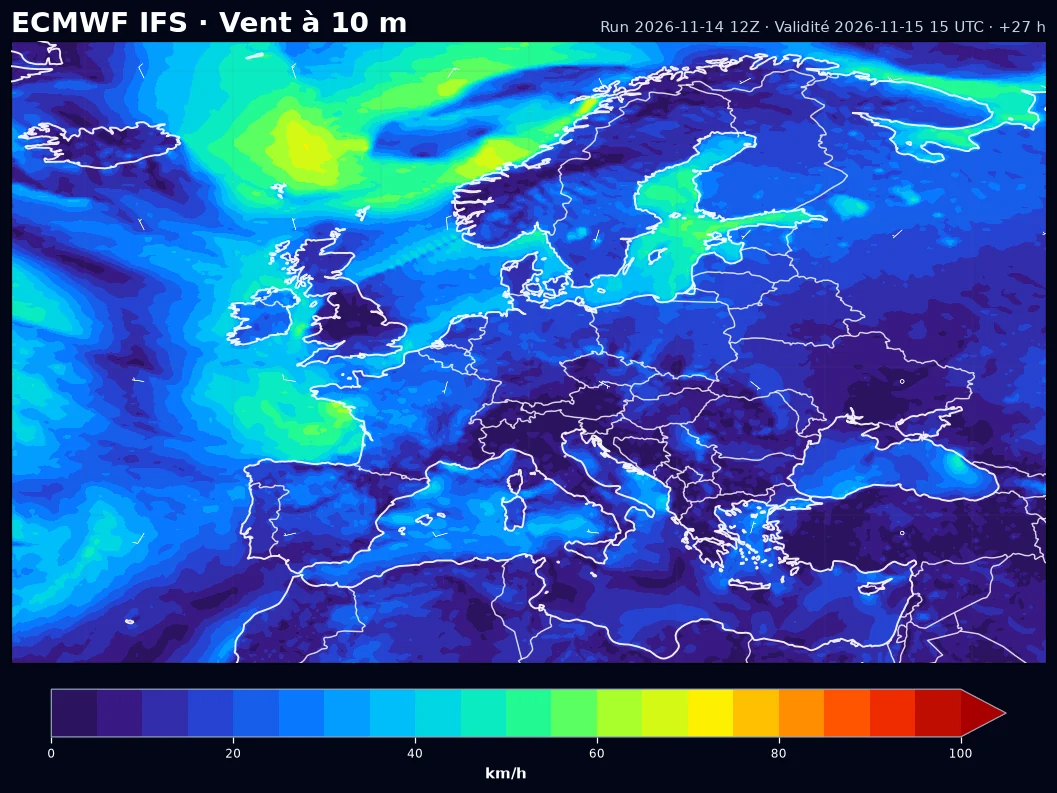 ECMWF IFS · Vent à 10 m
Run 2026-11-14 12Z · Validité 2026-11-15 15 UTC · +27 h
0 20 40 60 80 100
km/h